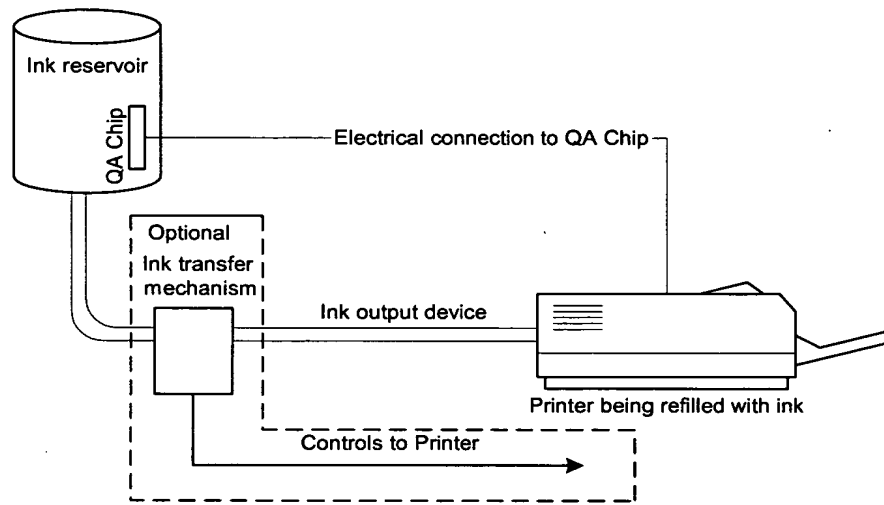 Ink reservoir
QA Chip
Electrical connection to QA Chip
Optional
Ink transfer
mechanism
Ink output device
Printer being refilled with ink
Controls to Printer